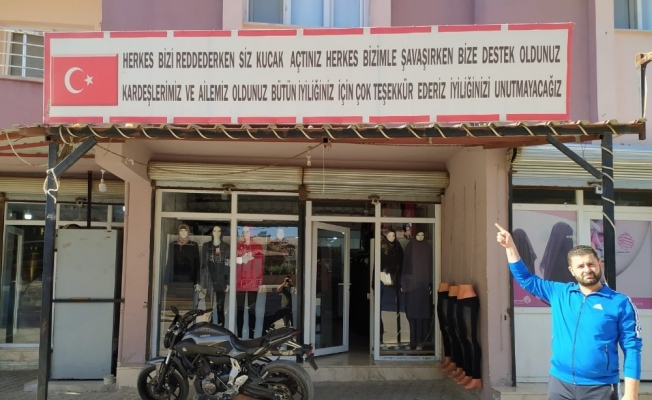 HERKES BİZİ REDDEDERKEN SİZ KUCAK AÇTINIZ HERKES BİZİMLE ŞAVAŞIRKEN BİZE DESTEK OLDUNUZ
KARDEŞLERİMİZ VE AİLEMİZ OLDUNUZ BÜTÜN İYİLİĞİNİZ İÇİN ÇOK TEŞEKKÜR EDERİZ İYİLİĞİNİZİ UNUTMAYACAĞIZ